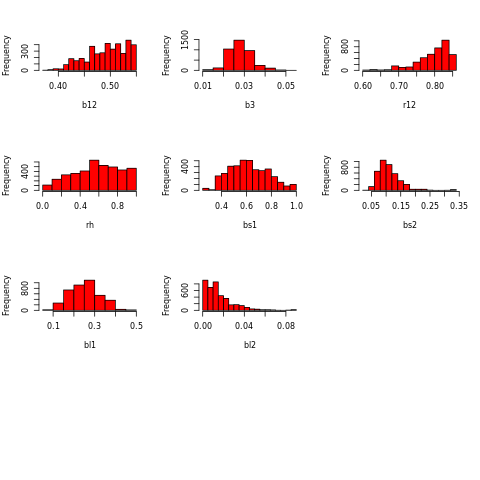 Frequency
0 300
0.40 0.50
b12
Frequency
0 1500
0.01 0.03 0.05
b3
Frequency
0 800
0.60 0.70 0.80
r12
Frequency
0 400
0.0 0.4 0.8
rh
Frequency
0 400
0.4 0.6 0.8 1.0
bs1
Frequency
0 800
0.05 0.15 0.25 0.35
bs2
Frequency
0 800
0.1 0.3 0.5
bl1
Frequency
0 600
0.00 0.04 0.08
bl2